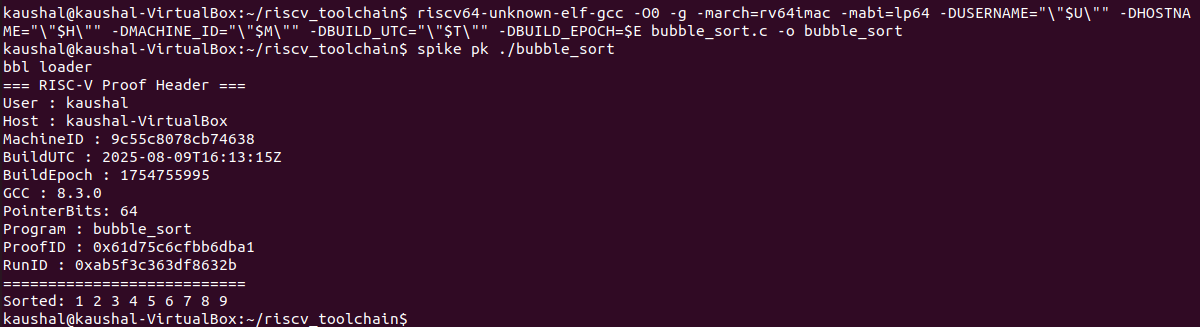 kaushal@kaushal-VirtualBox:~/riscv_toolchain$ riscv64-unknown-elf-gcc -O0 -g -march=rv64imac -mabi=lp64 -DUSERNAME="\"$U\"" -DHOSTNA
ME="\"$H\"" -DMACHINE_ID="\"$M\"" -DBUILD_UTC="\"$T\"" -DBUILD_EPOCH=$E bubble_sort.c -o bubble_sort
kaushal@kaushal-VirtualBox:~/riscv_toolchain$ spike pk ./bubble_sort
bbl loader
=== RISC-V Proof Header ===
User : kaushal
Host : kaushal-VirtualBox
MachineID : 9c55c8078cb74638
BuildUTC : 2025-08-09T16:13:15Z
BuildEpoch : 1754755995
GCC : 8.3.0
PointerBits: 64
Program : bubble_sort
ProofID : 0x61d75c6cfbb6dba1
RunID : 0xab5f3c363df8632b
===========================
Sorted: 1 2 3 4 5 6 7 8 9
kaushal@kaushal-VirtualBox:~/riscv_toolchain$